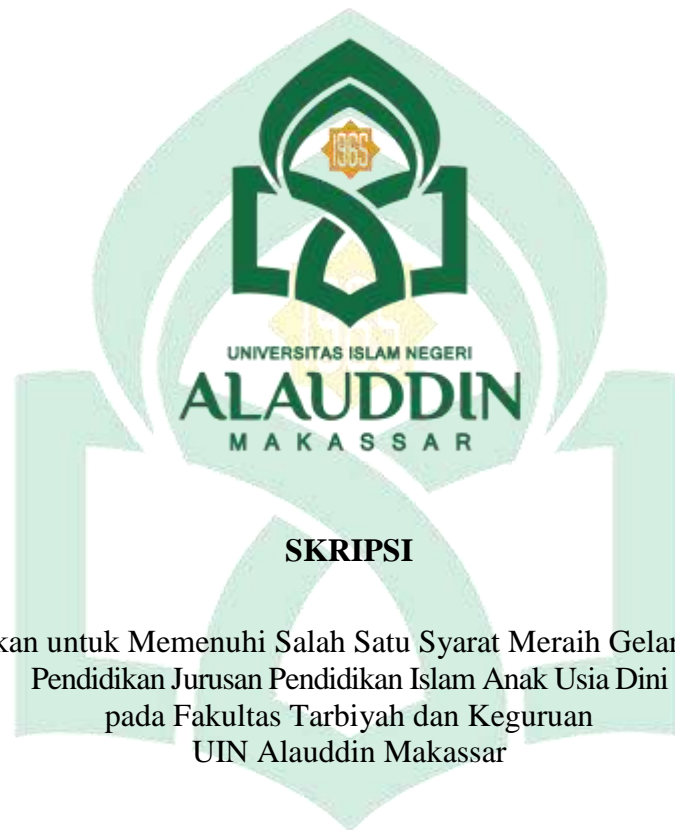 1965
UNIVERSITAS ISLAM NEGERI
ALAUDDIN
MAKASSAR
SKRIPSI
untuk Memenuhi Salah Satu Syarat Meraih
Pendidikan Jurusan Pendidikan Islam Anak Usia Dini
pada Fakultas Tarbiyah dan Keguruan
UIN Alauddin Makassar